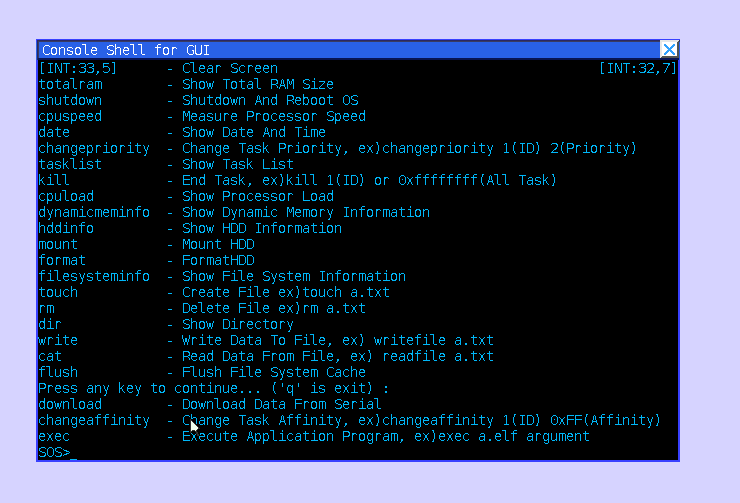 Console Shell for GUI
[INT:33,5] - Clear Screen [INT:32,7]
totalram - Show Total RAM Size
shutdown - Shutdown And Reboot OS
cpuspeed - Measure Processor Speed
date - Show Date And Time
changepriority - Change Task Priority, ex)changepriority 1(ID) 2(Priority)
tasklist - Show Task List
kill - End Task, ex)kill 1(ID) or 0xffffffff(All Task)
cpuload - Show Processor Load
dynamicmeminfo - Show Dynamic Memory Information
hddinfo - Show HDD Information
mount - Mount HDD
format - FormatHDD
filesysteminfo - Show File System Information
touch - Create File ex)touch a.txt
rm - Delete File ex)rm a.txt
dir - Show Directory
write - Write Data To File, ex) writefile a.txt
cat - Read Data From File, ex) readfile a.txt
flush - Flush File System Cache
Press any key to continue... ('q' is exit) :
download - Download Data From Serial
changeaffinity - Change Task Affinity, ex)changeaffinity 1(ID) 0xFF(Affinity)
exec - Execute Application Program, ex)exec a.elf argument
SOS>_